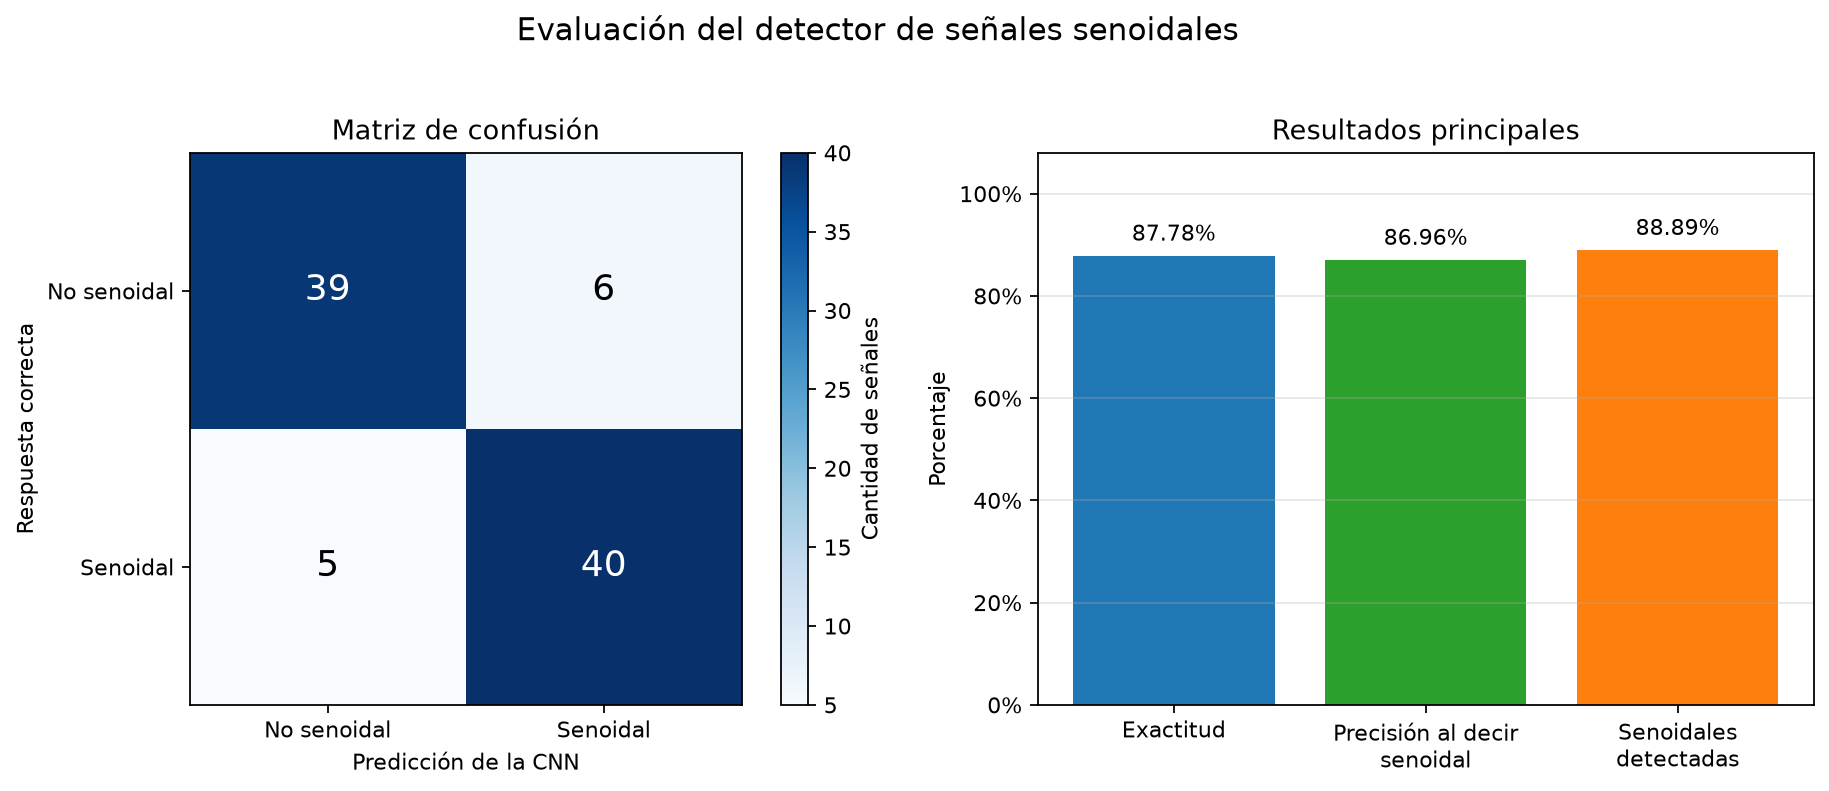 Evaluación del detector de señales senoidales
Matriz de confusión
Respuesta correcta
No senoidal
Senoidal
39
6
5
40
No senoidal
Senoidal
Predicción de la CNN
40
35
30
25
20
15
10
5
Cantidad de señales
Resultados principales
Porcentaje
100%
80%
60%
40%
20%
0%
87.78%
86.96%
88.89%
Exactitud
Precisión al decir
senoidal
Senoidales
detectadas